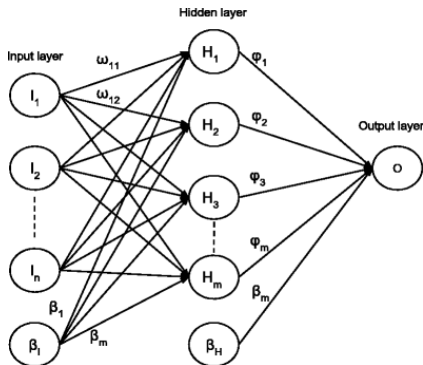 Hidden layer
Input layer
Output layer
ω11
ω12
I1
I2
In
βI
H1
H2
H3
Hm
βH
φ1
φ2
φ3
φm
βm
β1
βm
O